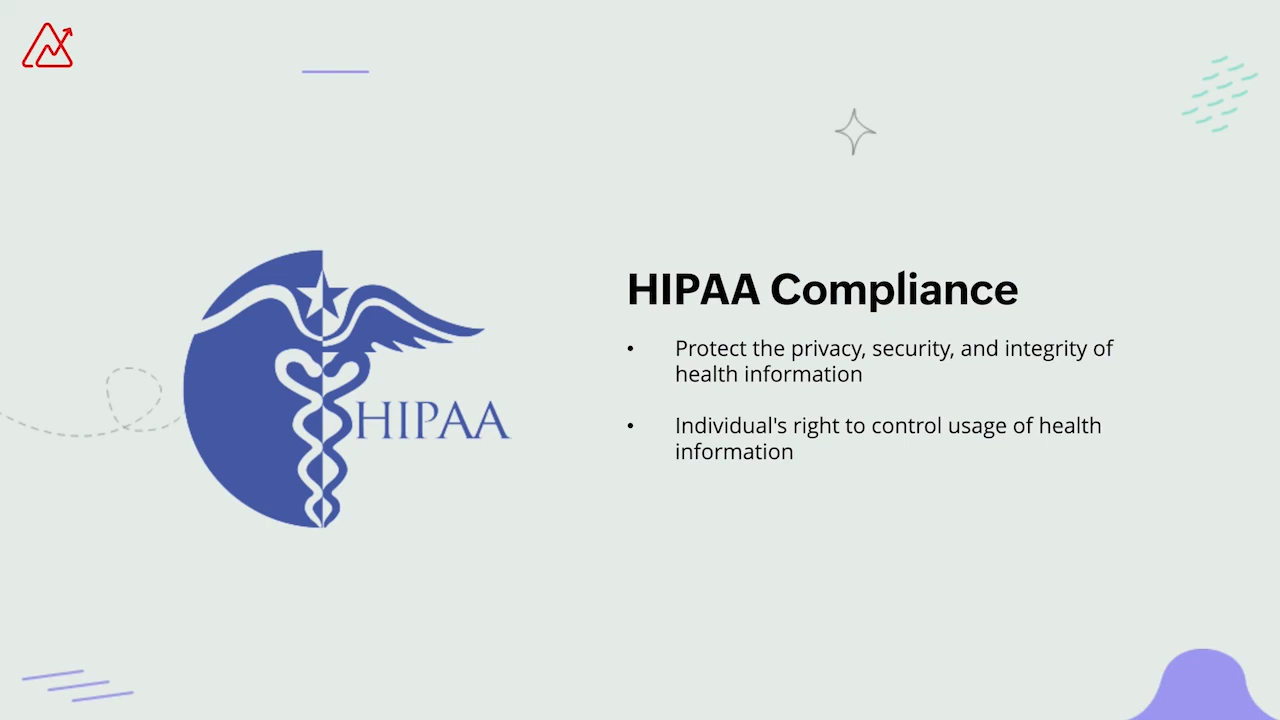 HIPAA
HIPAA Compliance
• Protect the privacy, security, and integrity of
health information
• Individual's right to control usage of health
information